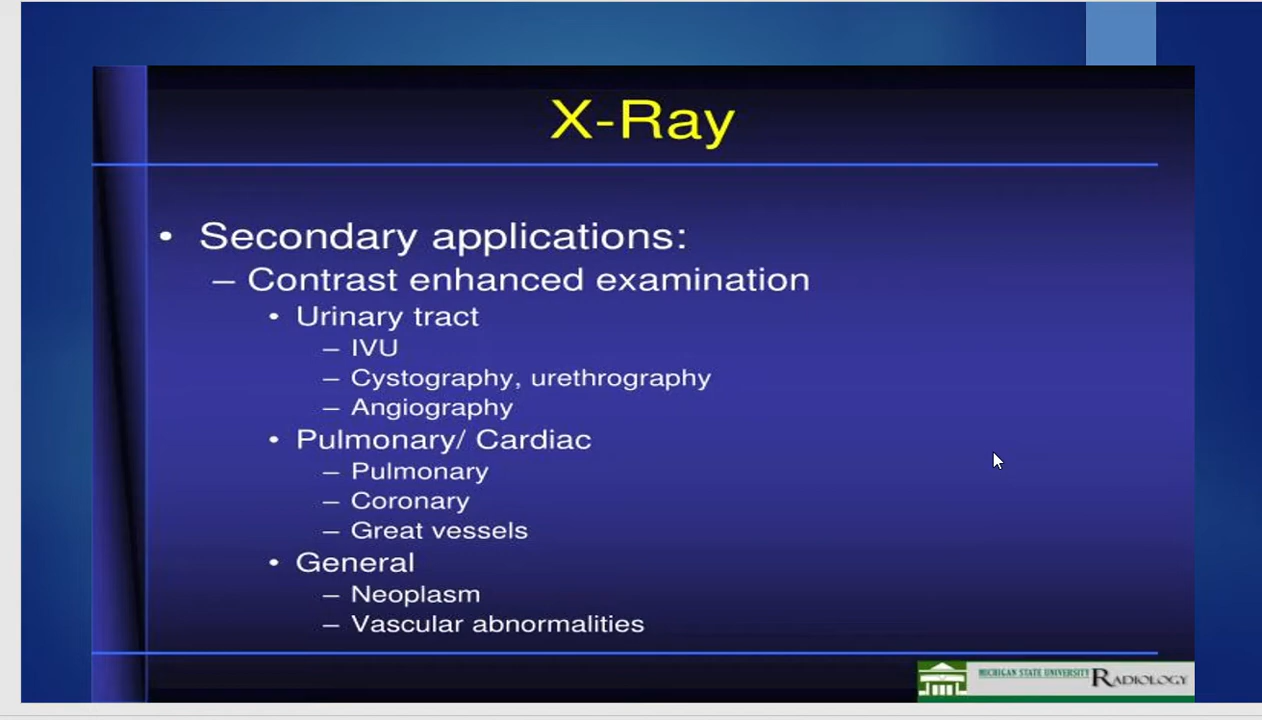 X-Ray
• Secondary applications:
– Contrast enhanced examination
• Urinary tract
– IVU
– Cystography, urethrography
– Angiography
• Pulmonary/ Cardiac
– Pulmonary
– Coronary
– Great vessels
• General
– Neoplasm
– Vascular abnormalities
MICHIGAN STATE UNIVERSITY RADIOLOGY